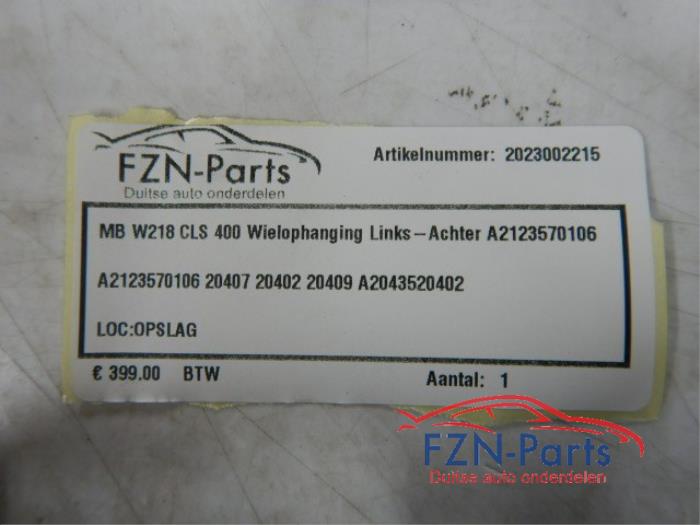 FZN-Parts
Duitse auto onderdelen
Artikelnummer: 2023002215
MB W218 CLS 400 Wielophanging Links-Achter A2123570106
A2123570106 20407 20402 20409 A2043520402
LOC:OPSLAG
€ 399.00 BTW
Aantal: 1
FZN-Parts
Duitse auto onderdelen